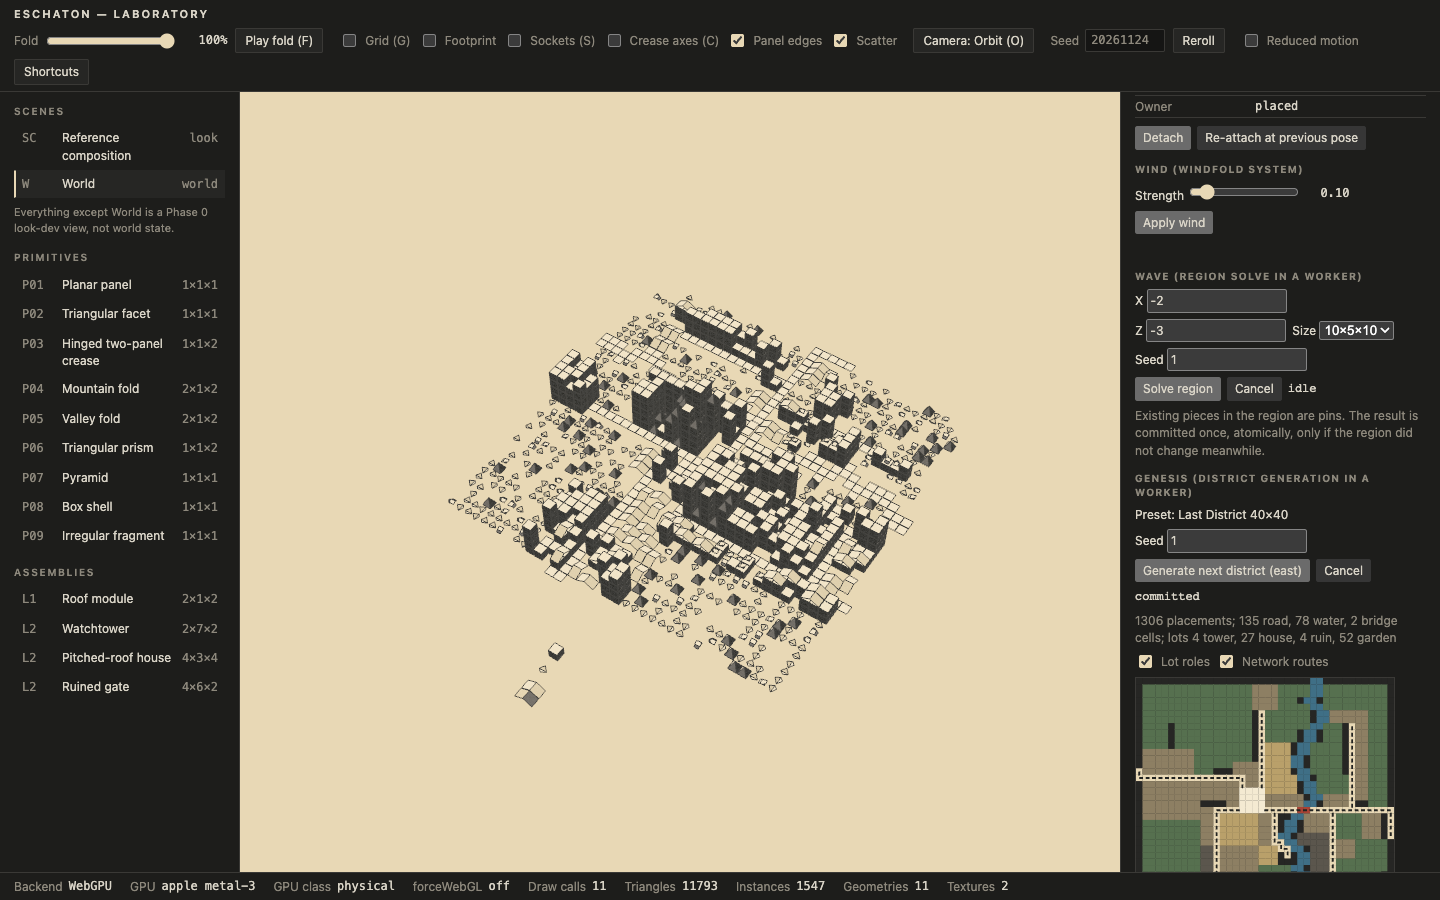 ESCHATON — LABORATORY
Fold 100% Play fold (F) Grid (G) Footprint Sockets (S) Crease axes (C) Panel edges Scatter Camera: Orbit (O) Seed 20261124 Reroll Reduced motion
Shortcuts
SCENES
SC Reference composition look
W World world
Everything except World is a Phase 0
look-dev view, not world state.
PRIMITIVES
P01 Planar panel 1×1×1
P02 Triangular facet 1×1×1
P03 Hinged two-panel crease 1×1×2
P04 Mountain fold 2×1×2
P05 Valley fold 2×1×2
P06 Triangular prism 1×1×2
P07 Pyramid 1×1×1
P08 Box shell 1×1×1
P09 Irregular fragment 1×1×1
ASSEMBLIES
L1 Roof module 2×1×2
L2 Watchtower 2×7×2
L2 Pitched-roof house 4×3×4
L2 Ruined gate 4×6×2
Owner placed
Detach Re-attach at previous pose
WIND (WINDFOLD SYSTEM)
Strength 0.10
Apply wind
WAVE (REGION SOLVE IN A WORKER)
X -2
Z -3 Size 10×5×10
Seed 1
Solve region Cancel idle
Existing pieces in the region are pins. The result is
committed once, atomically, only if the region did
not change meanwhile.
GENESIS (DISTRICT GENERATION IN A
WORKER)
Preset: Last District 40×40
Seed 1
Generate next district (east) Cancel
committed
1306 placements; 135 road, 78 water, 2 bridge
cells; lots 4 tower, 27 house, 4 ruin, 52 garden
Lot roles Network routes
Backend WebGPU GPU apple metal-3 GPU class physical forceWebGL off Draw calls 11 Triangles 11793 Instances 1547 Geometries 11 Textures 2